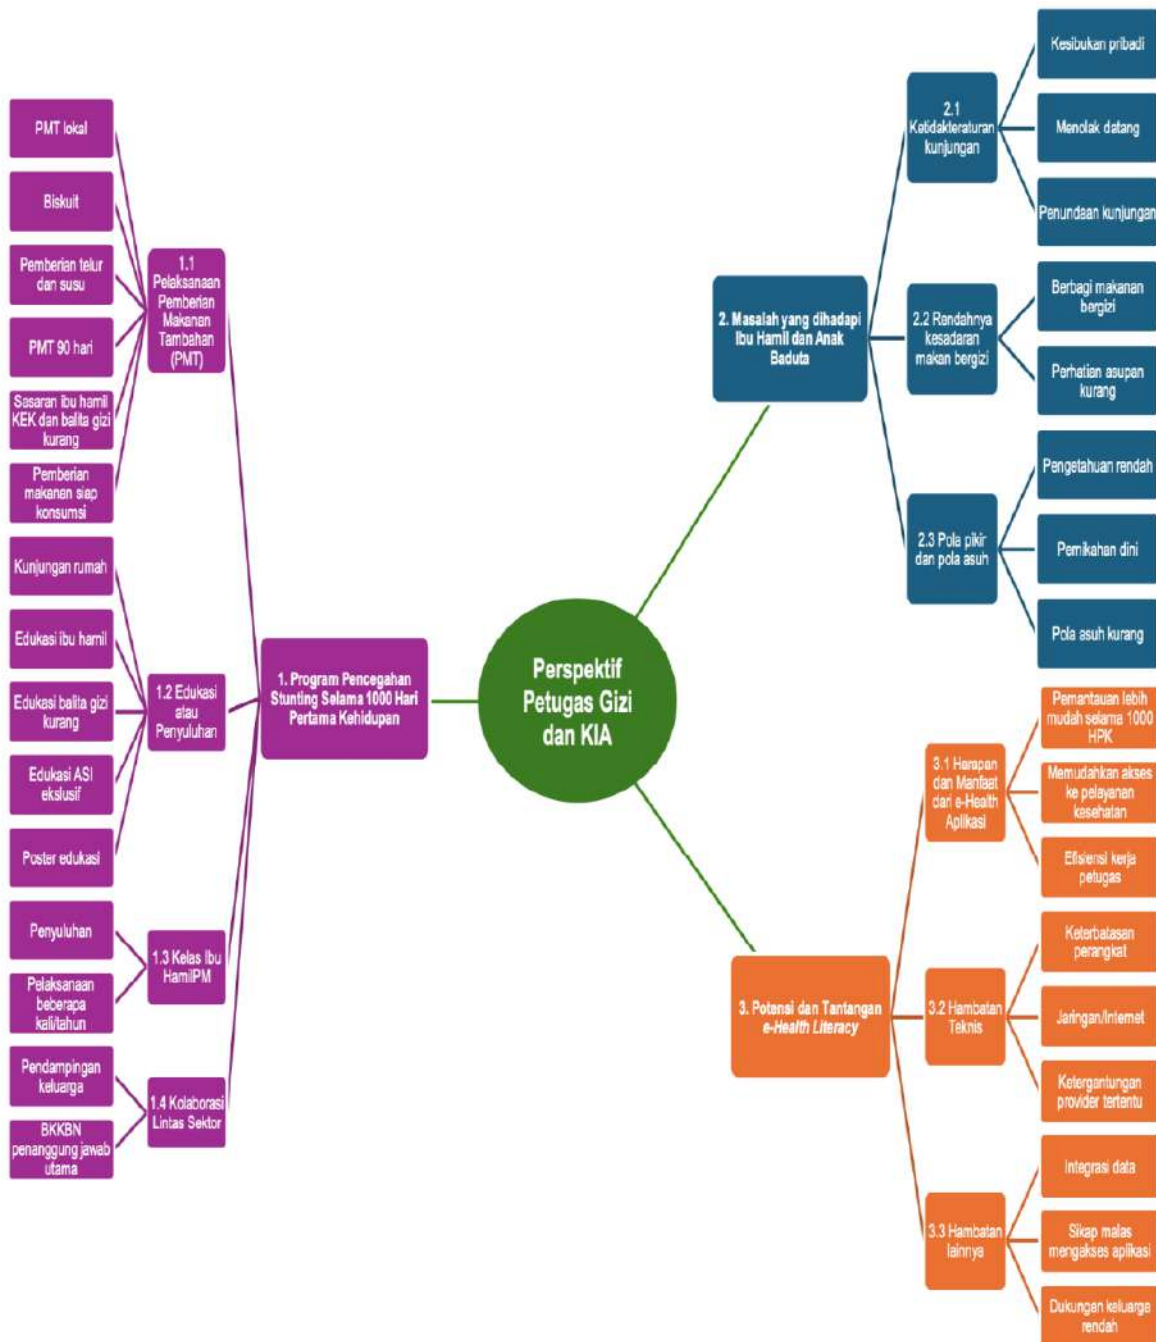 Perspektif
Petugas Gizi
dan KIA
1. Program Pencegahan
Stunting Selama 1000 Hari
Pertama Kehidupan
1.1
Pelaksanaan
Pemberian
Makanan
Tambahan
(PMT)
PMT lokal
Biskuit
Pemberian telur
dan susu
PMT 90 hari
Sasaran ibu hamil
KEK dan balita gizi
kurang
Pemberian
makanan siap
konsumsi
1.2 Edukasi
atau
Penyuluhan
Kunjungan rumah
Edukasi ibu hamil
Edukasi balita gizi
kurang
Edukasi ASI
ekslusif
Poster edukasi
1.3 Kelas Ibu
HamilPM
Penyuluhan
Pelaksanaan
beberapa
kali/tahun
1.4 Kolaborasi
Lintas Sektor
Pendampingan
keluarga
BKKBN
penanggung jawab
utama
2. Masalah yang dihadapi
Ibu Hamil dan Anak
Baduta
2.1
Ketidakteraturan
kunjungan
Kesibukan pribadi
Menolak datang
Penundaan kunjungan
2.2 Rendahnya
kesadaran
makan bergizi
Berbagi makanan
bergizi
Perhatian asupan
kurang
2.3 Pola pikir
dan pola asuh
Pengetahuan rendah
Pernikahan dini
Pola asuh kurang
3. Potensi dan Tantangan
e-Health Literacy
3.1 Harapan
dan Manfaat
dari e-Health
Aplikasi
Pemantauan lebih
mudah selama 1000
HPK
Memudahkan akses
ke pelayanan
kesehatan
Efisiensi kerja
petugas
3.2 Hambatan
Teknis
Keterbatasan
perangkat
Jaringan/Internet
Ketergantungan
provider tertentu
3.3 Hambatan
lainnya
Integrasi data
Sikap malas
mengakses aplikasi
Dukungan keluarga
rendah